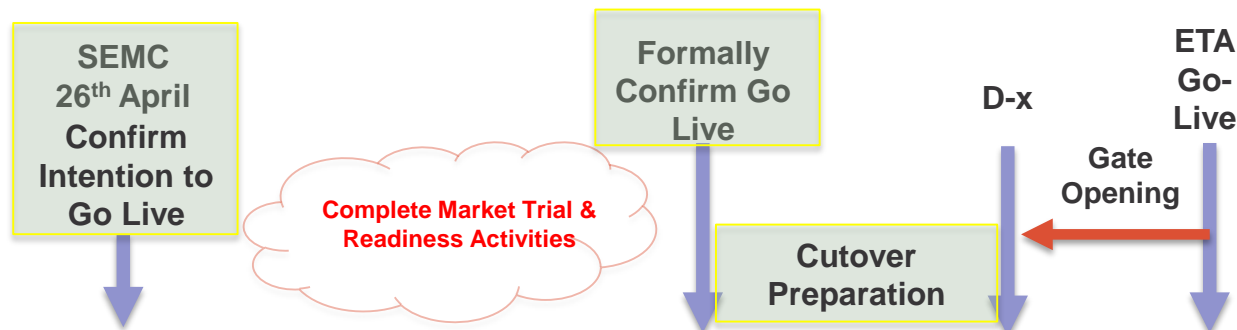 SEMC
26th April
Confirm
Intention to
Go Live
Complete Market Trial &
Readiness Activities
Formally
Confirm Go
Live
Cutover
Preparation
D-x
Gate
Opening
ETA
Go-
Live